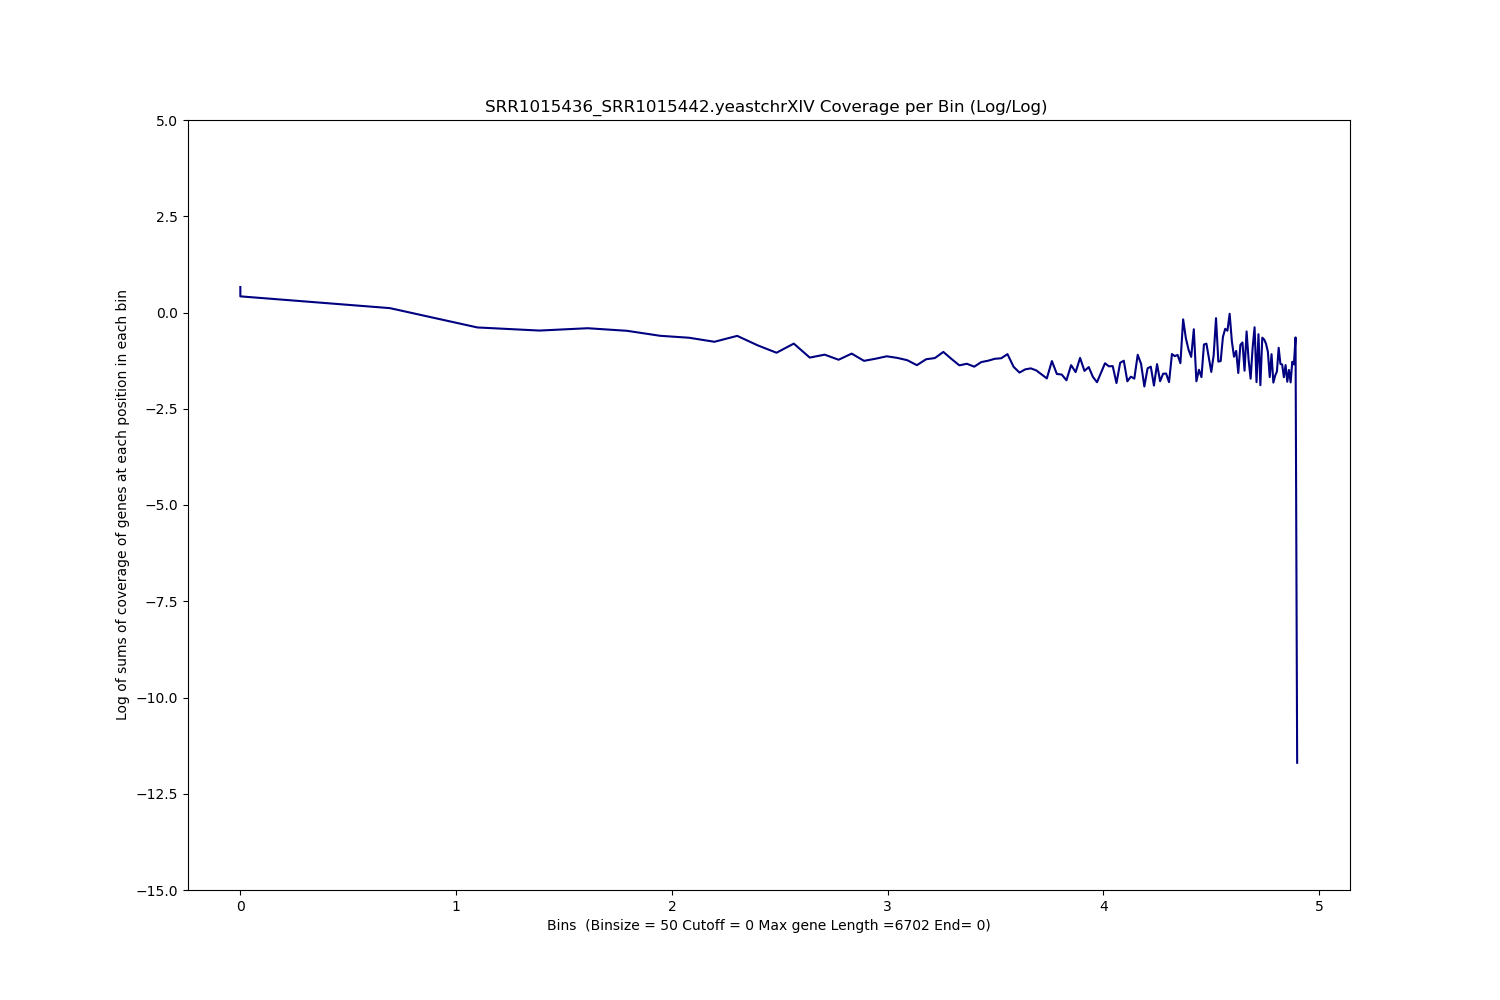 SRR1015436_SRR1015442.yeastchrXIV Coverage per Bin (Log/Log)
Log of sums of coverage of genes at each position in each bin
5.0
2.5
0.0
−2.5
−5.0
−7.5
−10.0
−12.5
−15.0
0 1 2 3 4 5
Bins  (Binsize = 50 Cutoff = 0 Max gene Length =6702 End= 0)